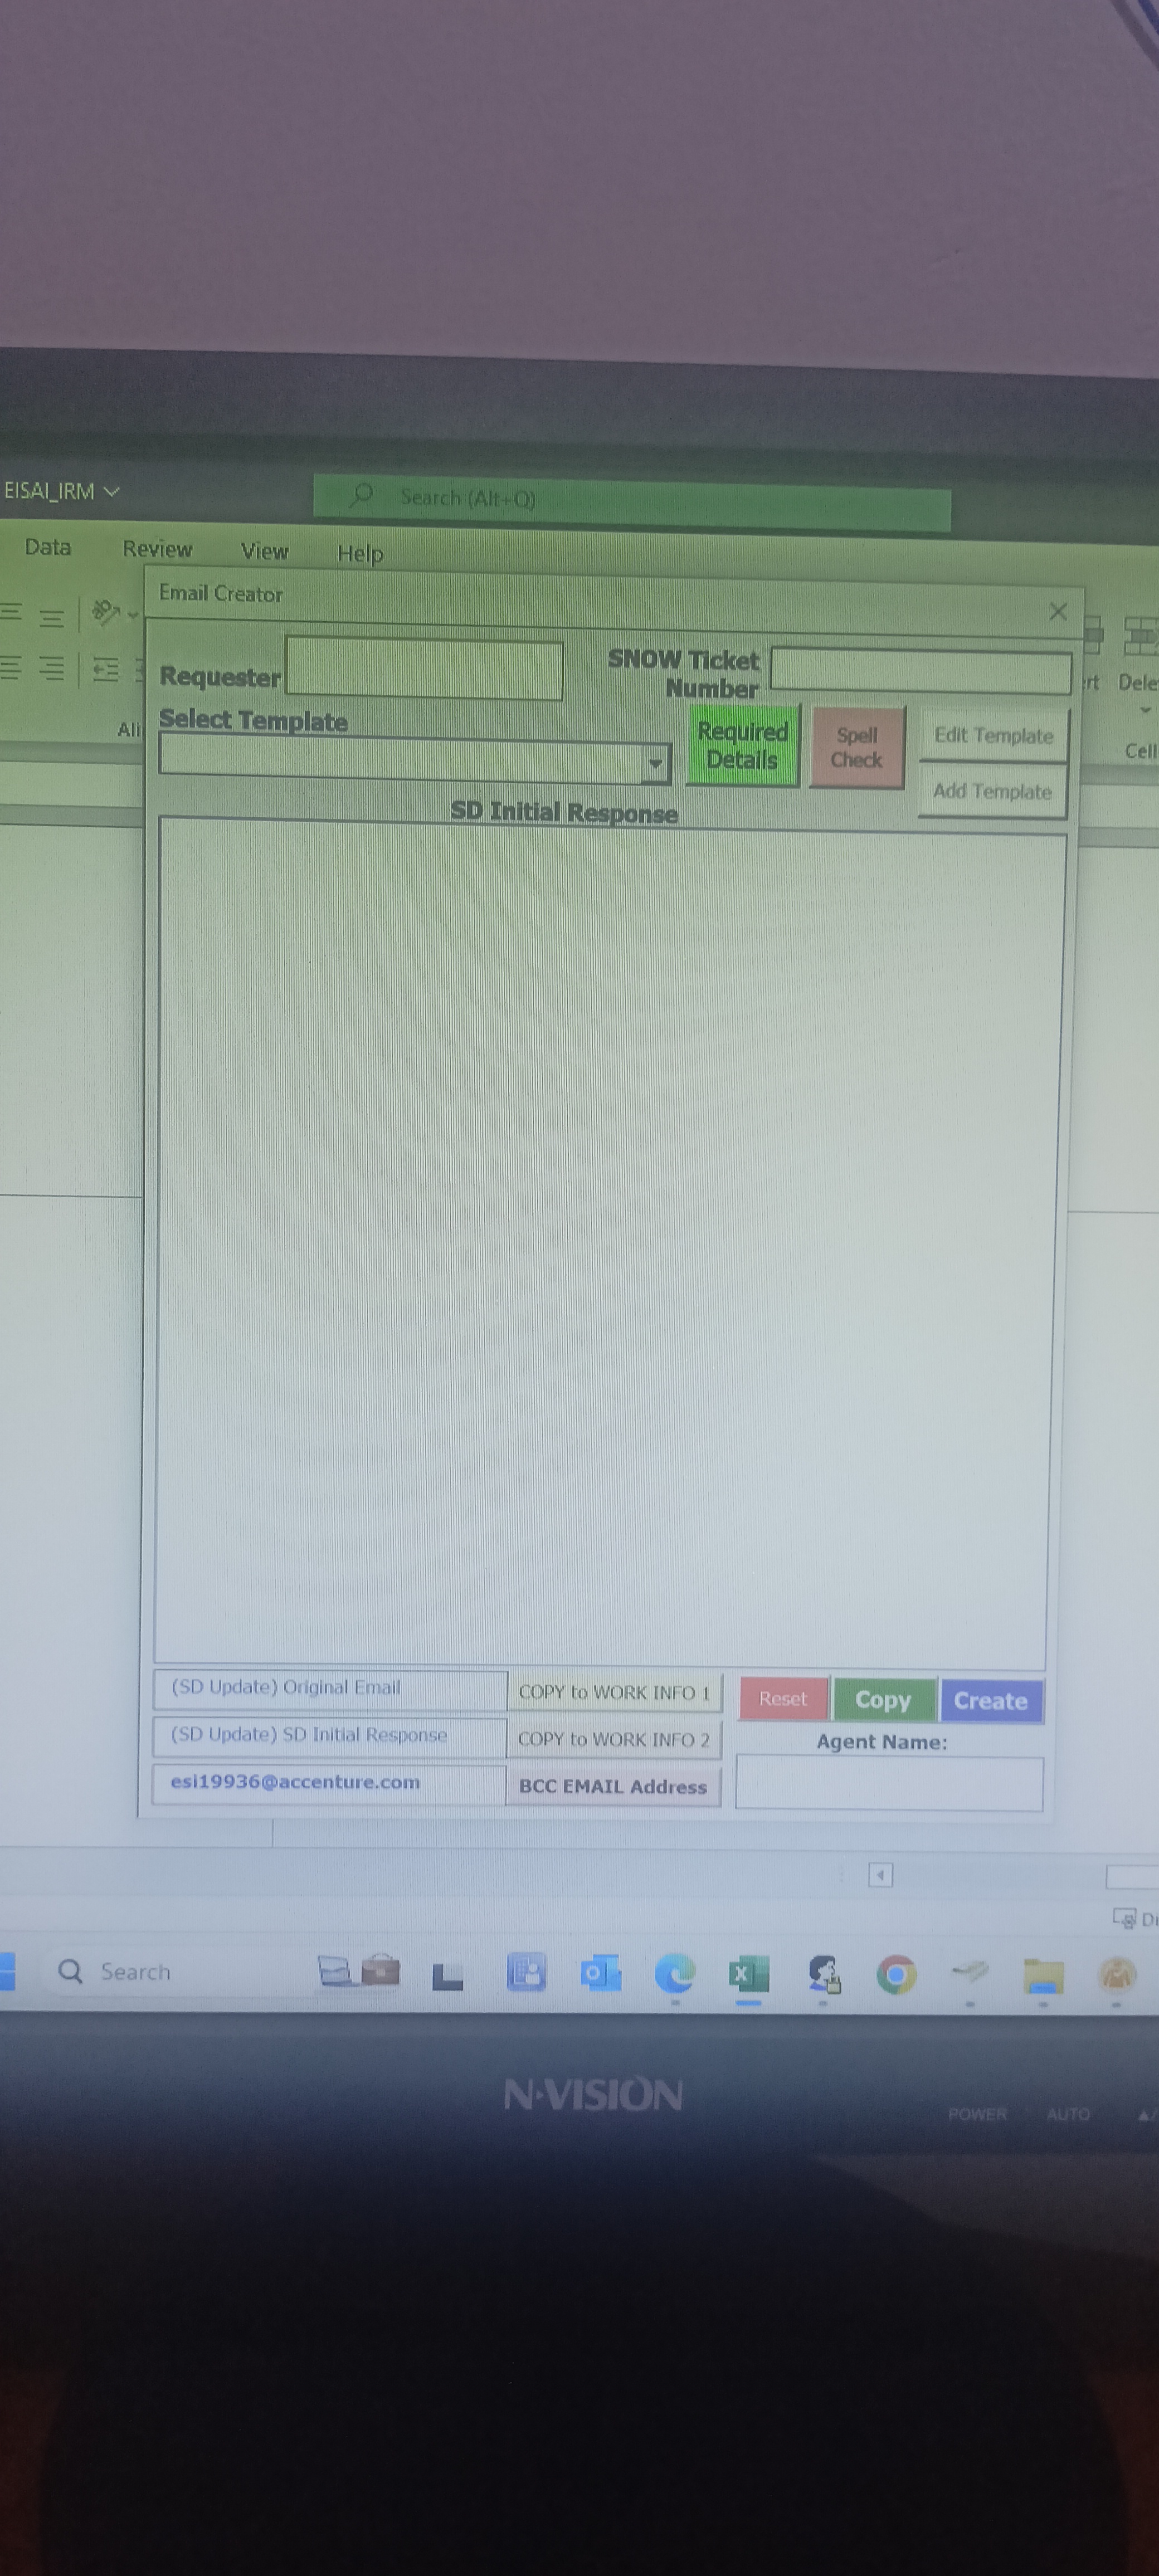 EISAI_IRM
Search (Alt+Q)
Data Review View Help
Email Creator
Requester
SNOW Ticket
Number
Select Template
Required
Details
Spell
Check
Edit Template
Add Template
Ali
rt
Dele
Cell
SD Initial Response
(SD Update) Original Email
COPY to WORK INFO 1
Reset
Copy
Create
(SD Update) SD Initial Response
COPY to WORK INFO 2
Agent Name:
esi19936@accenture.com
BCC EMAIL Address
Di
Search
N-VISION
POWER AUTO